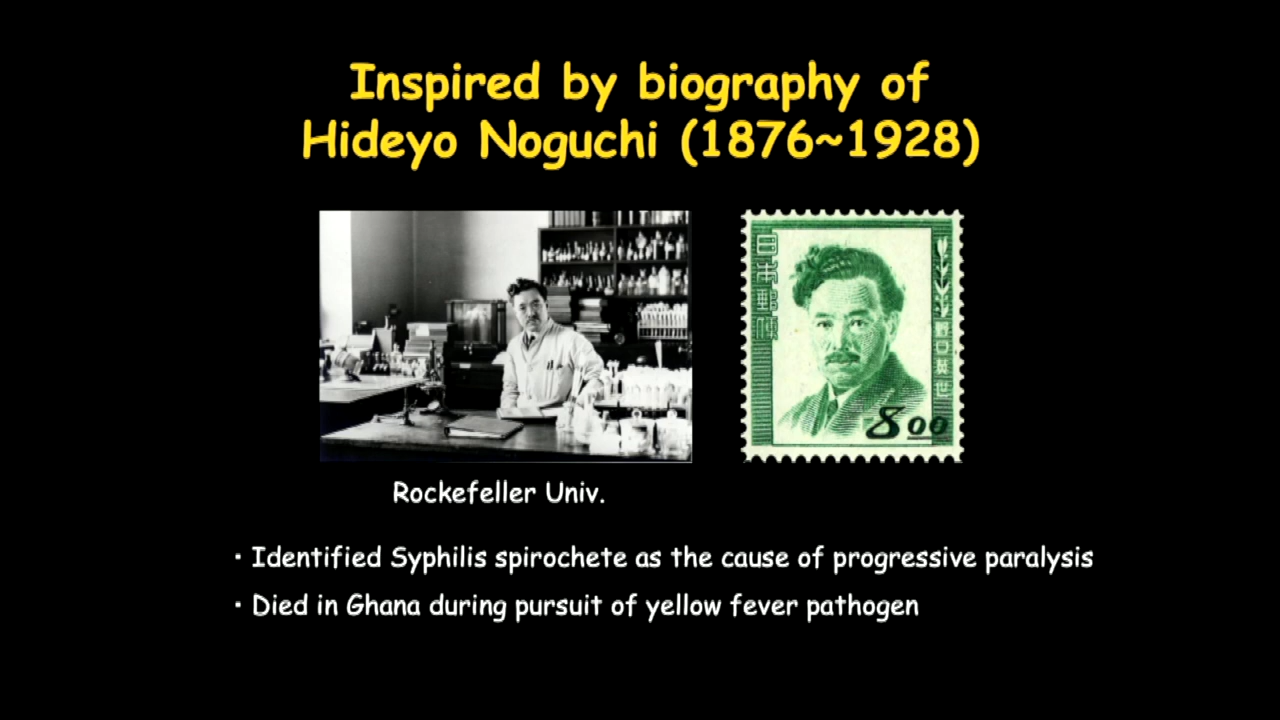 Inspired by biography of
Hideyo Noguchi (1876~1928)
日本郵便
野口英世
8 00
Rockefeller Univ.
· Identified Syphilis spirochete as the cause of progressive paralysis
· Died in Ghana during pursuit of yellow fever pathogen